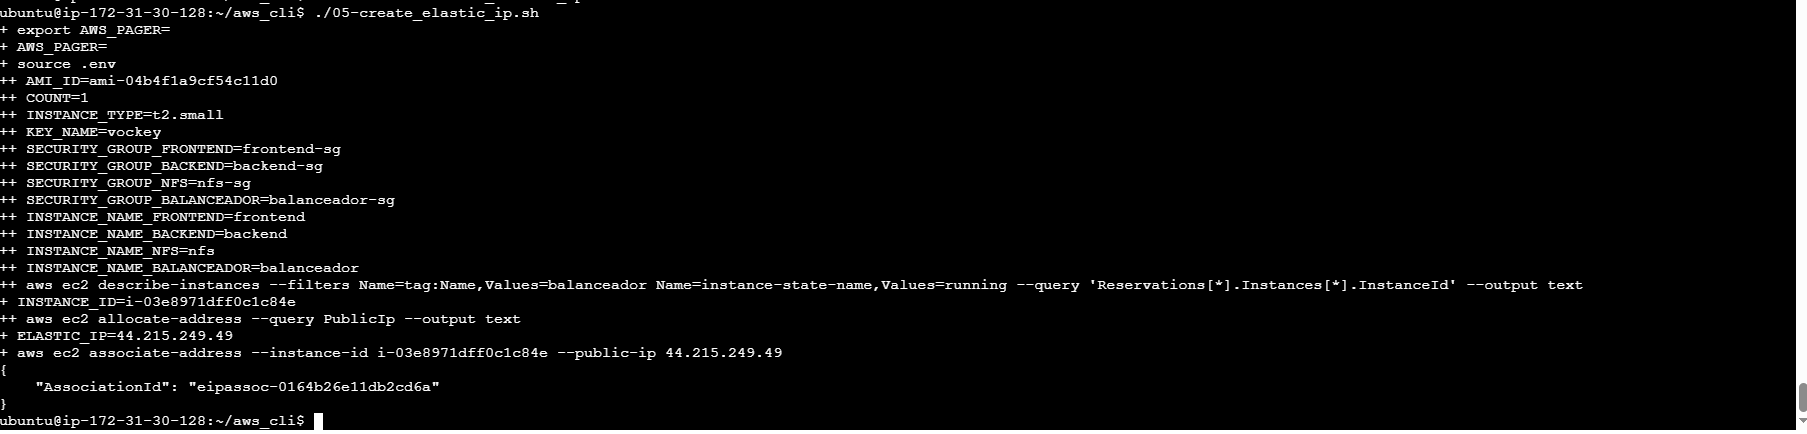 ubuntu@ip-172-31-30-128:~/aws_cli$ ./05-create_elastic_ip.sh
+ export AWS_PAGER=
+ AWS_PAGER=
+ source .env
++ AMI_ID=ami-04b4f1a9cf54c11d0
++ COUNT=1
++ INSTANCE_TYPE=t2.small
++ KEY_NAME=vockey
++ SECURITY_GROUP_FRONTEND=frontend-sg
++ SECURITY_GROUP_BACKEND=backend-sg
++ SECURITY_GROUP_NFS=nfs-sg
++ SECURITY_GROUP_BALANCEADOR=balanceador-sg
++ INSTANCE_NAME_FRONTEND=frontend
++ INSTANCE_NAME_BACKEND=backend
++ INSTANCE_NAME_NFS=nfs
++ INSTANCE_NAME_BALANCEADOR=balanceador
++ aws ec2 describe-instances --filters Name=tag:Name,Values=balanceador Name=instance-state-name,Values=running --query 'Reservations[*].Instances[*].InstanceId' --output text
+ INSTANCE_ID=i-03e8971dff0c1c84e
++ aws ec2 allocate-address --query PublicIp --output text
+ ELASTIC_IP=44.215.249.49
+ aws ec2 associate-address --instance-id i-03e8971dff0c1c84e --public-ip 44.215.249.49
{
    "AssociationId": "eipassoc-0164b26e11db2cd6a"
}
ubuntu@ip-172-31-30-128:~/aws_cli$